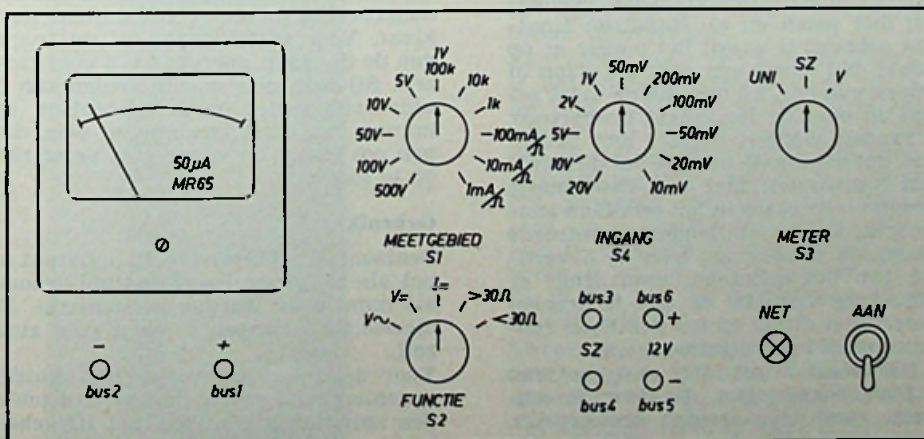 50µA
MR65
1V
100k
5V
10k
10V
1k
50V
100mA/Ω
100V
10mA/Ω
500V
1mA/Ω
MEETGEBIED
S1
50mV
1V
200mV
2V
100mV
5V
50mV
10V
20mV
20V
10mV
INGANG
S4
UNI
SZ
V
METER
S3
V~
V=
I=
>30Ω
<30Ω
FUNCTIE
S2
-
bus2
+
bus1
bus3
bus6
+
SZ
12V
-
bus4
bus5
NET
AAN